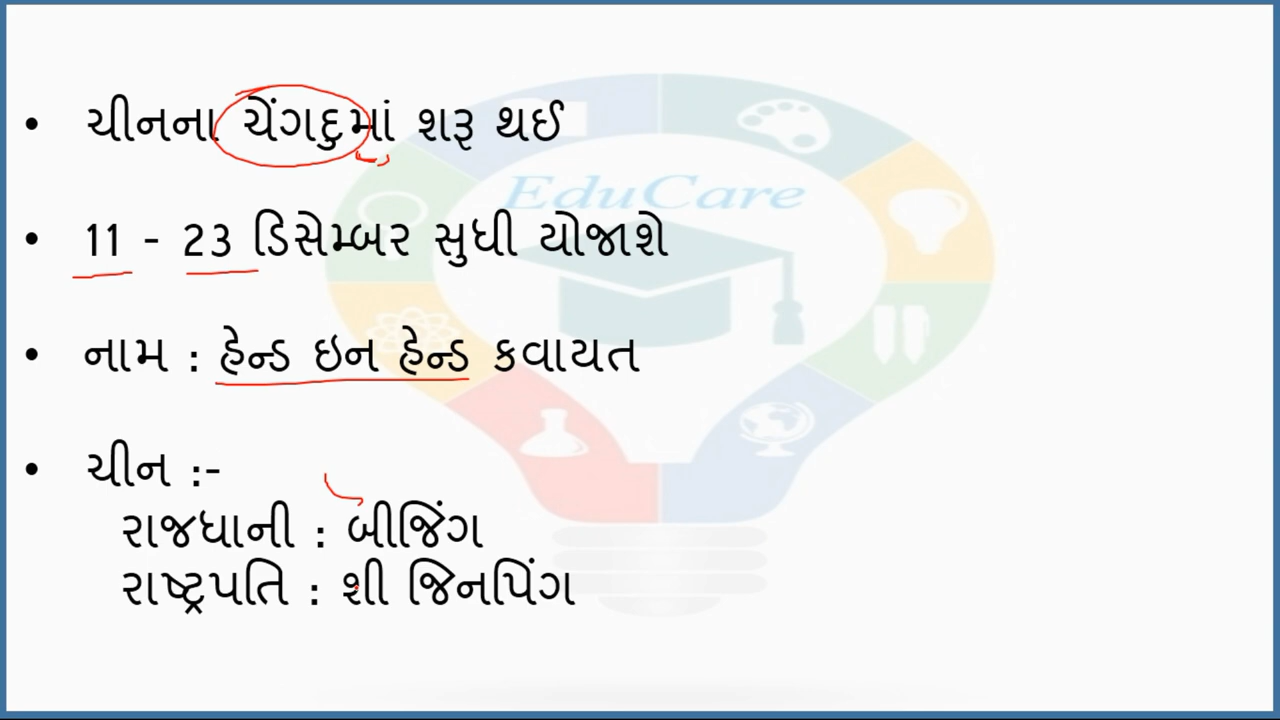 • ચીનના ચેંગદુમાં શરૂ થઈ
EduCare
• 11 - 23 ડિસેમ્બર સુધી યોજાશે
• નામ : હેન્ડ ઇન હેન્ડ કવાયત
• ચીન :-
રાજધાની : બીજિંગ
રાષ્ટ્રપતિ : શી જિનપિંગ